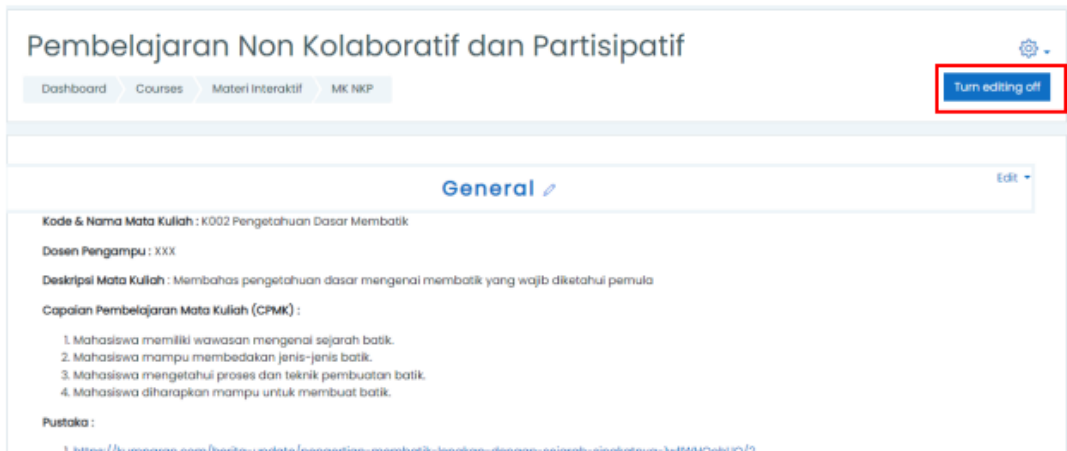 Pembelajaran Non Kolaboratif dan Partisipatif
Dashboard Courses Materi Interaktif MK NKP
Turn editing off
General
Edit
Kode & Nama Mata Kuliah : K002 Pengetahuan Dasar Membatik
Dosen Pengampu : XXX
Deskripsi Mata Kuliah : Membahas pengetahuan dasar mengenai membatik yang wajib diketahui pemula
Capaian Pembelajaran Mata Kuliah (CPMK) :
1. Mahasiswa memiliki wawasan mengenai sejarah batik.
2. Mahasiswa mampu membedakan jenis-jenis batik.
3. Mahasiswa mengetahui proses dan teknik pembuatan batik.
4. Mahasiswa diharapkan mampu untuk membuat batik.
Pustaka :